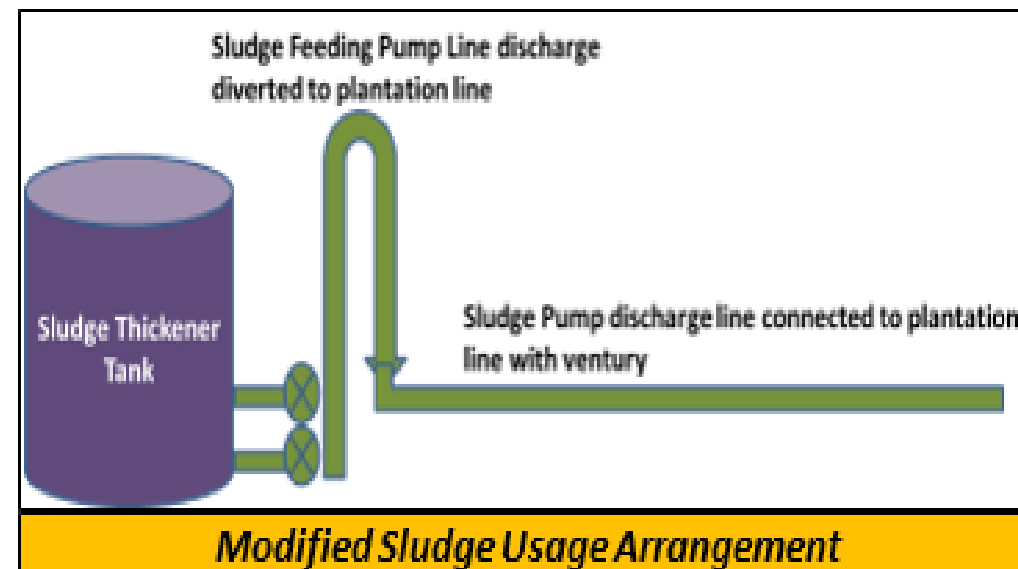 Sludge Feeding Pump Line discharge
diverted to plantation line
Sludge Thickener
Tank
Sludge Pump discharge line connected to plantation
line with ventury
Modified Sludge Usage Arrangement